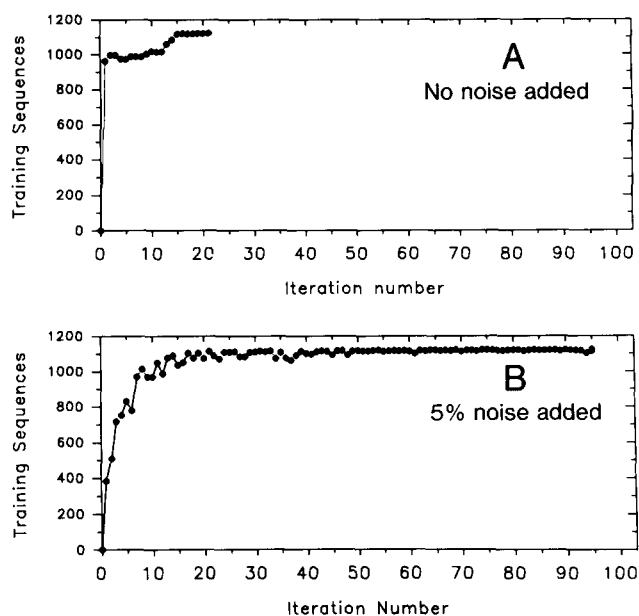 1200
1000
800
600
400
200
0
Training Sequences
A
No noise added
0 10 20 30 40 50 60 70 80 90 100
Iteration number
1200
1000
800
600
400
200
0
Training Sequences
B
5% noise added
0 10 20 30 40 50 60 70 80 90 100
Iteration Number